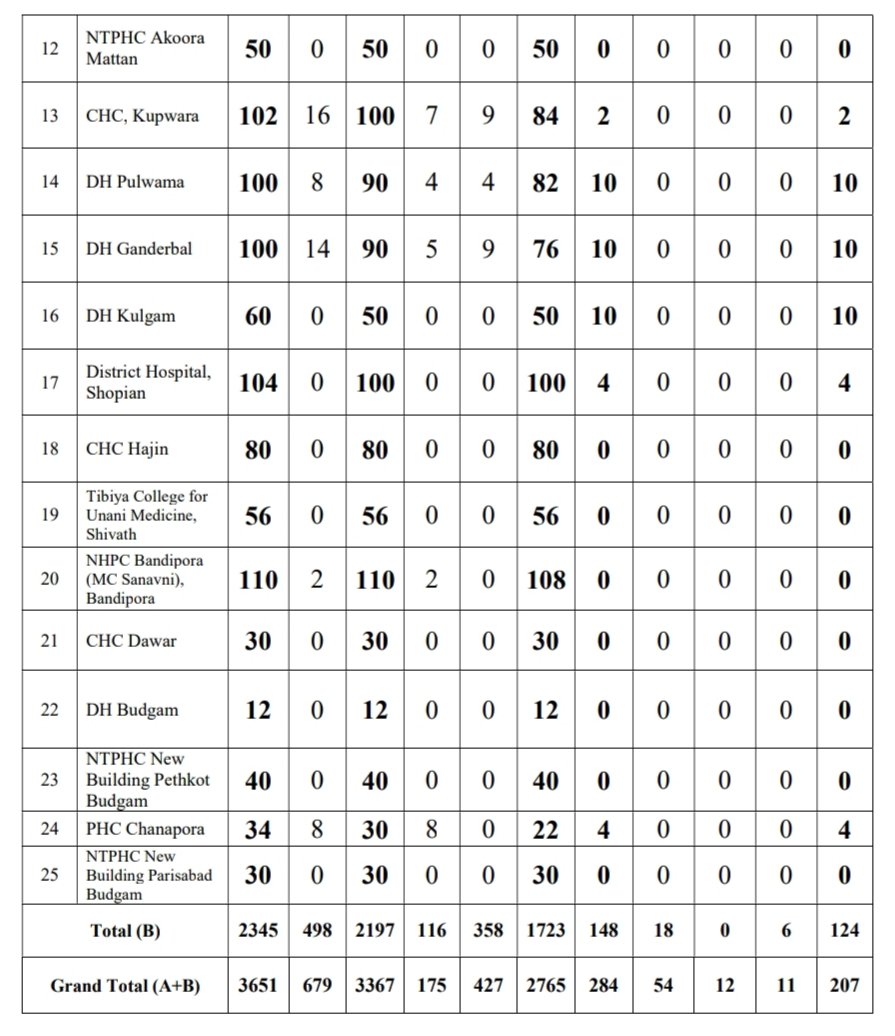 12 NTPHC Akoora Mattan 50 0 50 0 0 50 0 0 0 0 0
13 CHC, Kupwara 102 16 100 7 9 84 2 0 0 0 2
14 DH Pulwama 100 8 90 4 4 82 10 0 0 0 10
15 DH Ganderbal 100 14 90 5 9 76 10 0 0 0 10
16 DH Kulgam 60 0 50 0 0 50 10 0 0 0 10
17 District Hospital, Shopian 104 0 100 0 0 100 4 0 0 0 4
18 CHC Hajin 80 0 80 0 0 80 0 0 0 0 0
19 Tibiya College for Unani Medicine, Shivath 56 0 56 0 0 56 0 0 0 0 0
20 NHPC Bandipora (MC Sanavni), Bandipora 110 2 110 2 0 108 0 0 0 0 0
21 CHC Dawar 30 0 30 0 0 30 0 0 0 0 0
22 DH Budgam 12 0 12 0 0 12 0 0 0 0 0
23 NTPHC New Building Pethkot Budgam 40 0 40 0 0 40 0 0 0 0 0
24 PHC Chanapora 34 8 30 8 0 22 4 0 0 0 4
25 NTPHC New Building Parisabad Budgam 30 0 30 0 0 30 0 0 0 0 0
Total (B) 2345 498 2197 116 358 1723 148 18 0 6 124
Grand Total (A+B) 3651 679 3367 175 427 2765 284 54 12 11 207